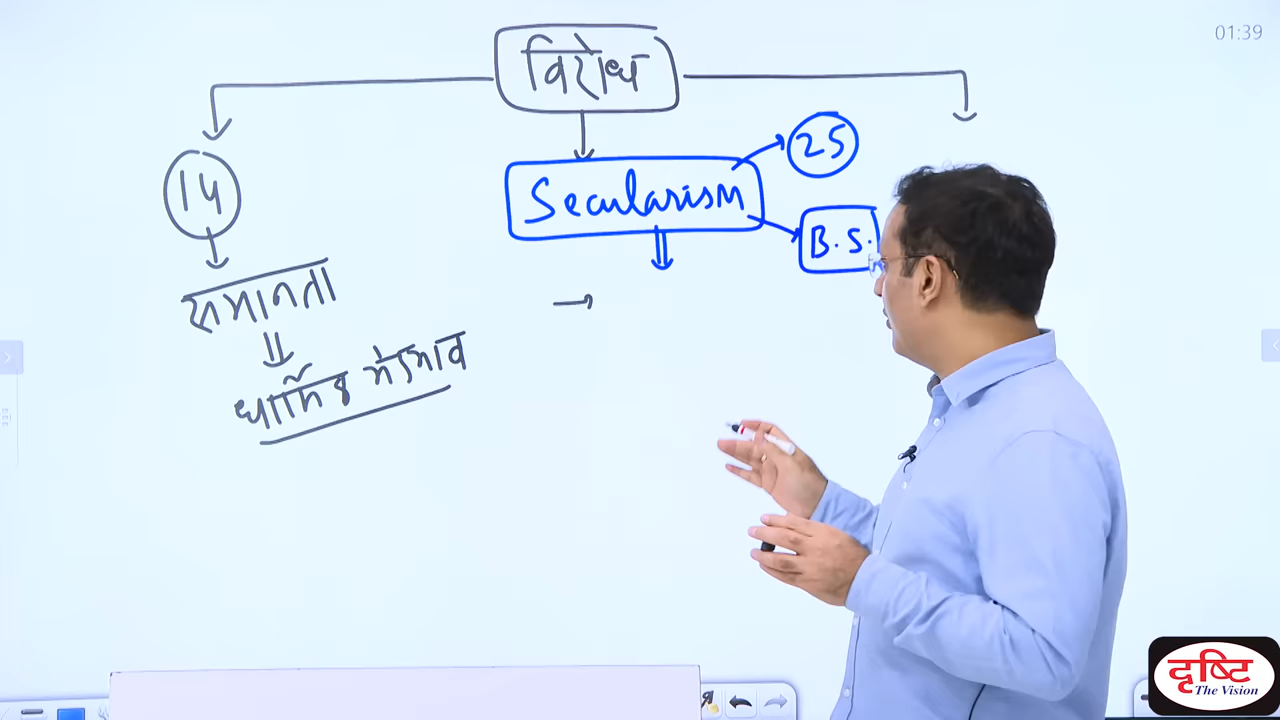 01:39
विरोध
14
समानता
धार्मिक भेदभाव
Secularism
25
B.S.
दृष्टि
The Vision